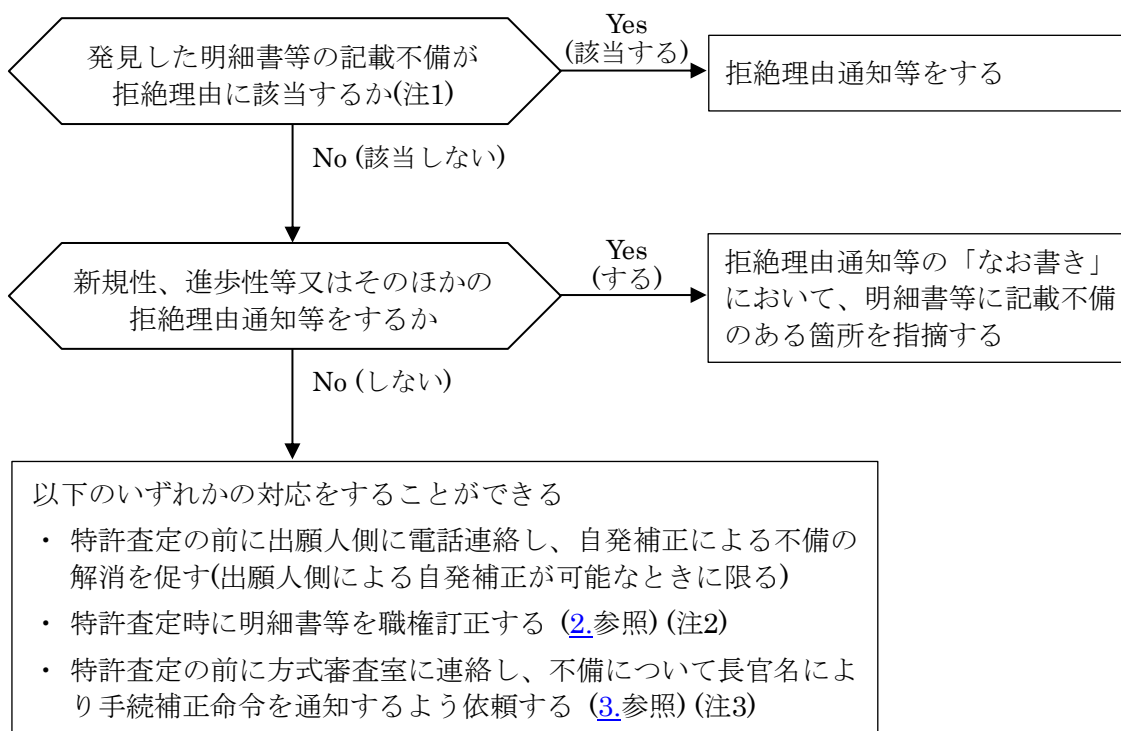 発見した明細書等の記載不備が
拒絶理由に該当するか(注1)
Yes
(該当する)
拒絶理由通知等をする
No (該当しない)
新規性、進歩性等又はそのほかの
拒絶理由通知等をするか
Yes
(する)
拒絶理由通知等の「なお書き」
において、明細書等に記載不備
のある箇所を指摘する
No (しない)
以下のいずれかの対応をすることができる
・ 特許査定の前に出願人側に電話連絡し、自発補正による不備の
解消を促す(出願人側による自発補正が可能なときに限る)
・ 特許査定時に明細書等を職権訂正する (2.参照) (注2)
・ 特許査定の前に方式審査室に連絡し、不備について長官名によ
り手続補正命令を通知するよう依頼する (3.参照) (注3)